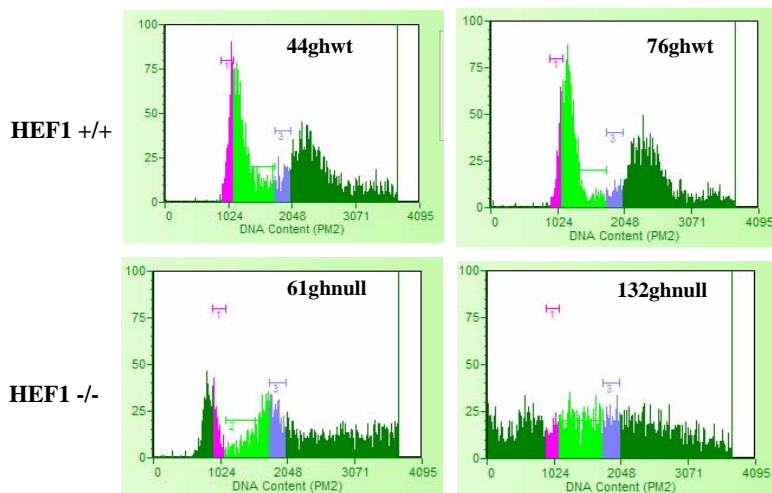 44ghwt
100
75
50
25
0
1
3
0 1024 2048 3071 4095
DNA Content (PM2)
76ghwt
100
75
50
25
0
1
3
0 1024 2048 3071 4095
DNA Content (PM2)
HEF1 +/+
61ghnull
100
75
50
25
0
1
2
3
0 1024 2048 3071 4095
DNA Content (PM2)
132ghnull
100
75
50
25
0
1
3
0 1024 2048 3071 4095
DNA Content (PM2)
HEF1 -/-